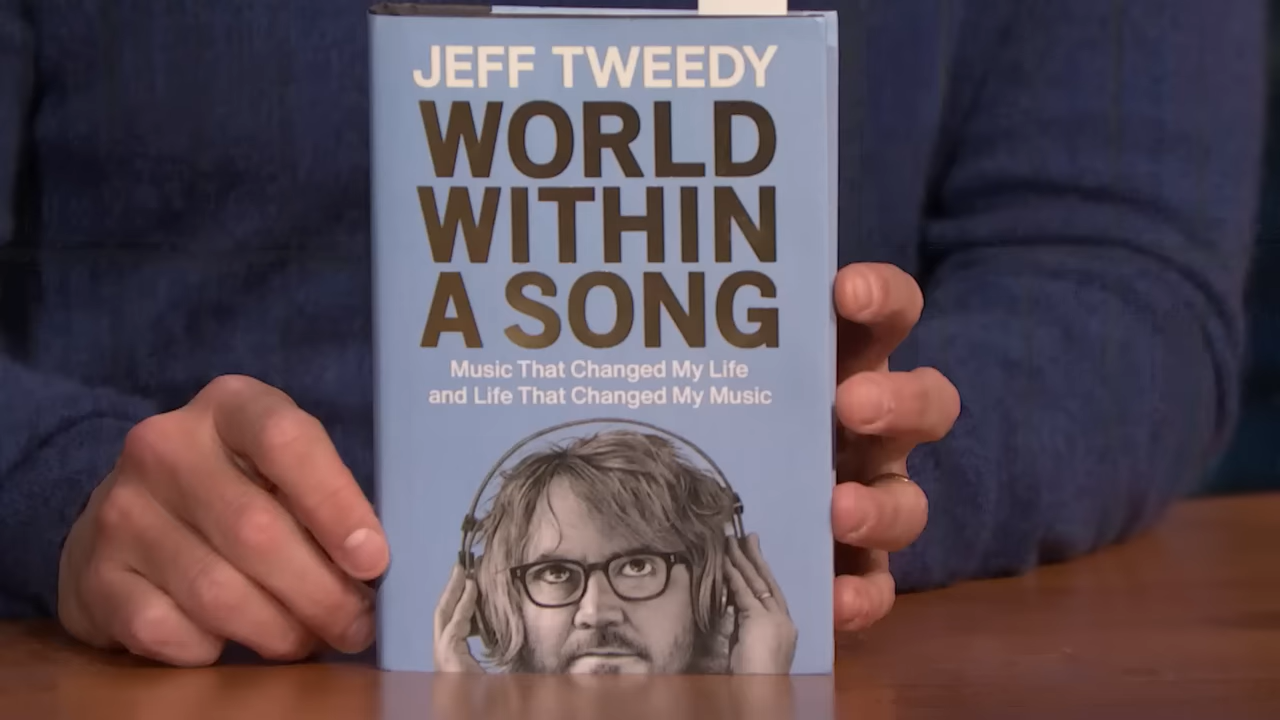 JEFF TWEEDY
WORLD
WITHIN
A SONG
Music That Changed My Life
and Life That Changed My Music